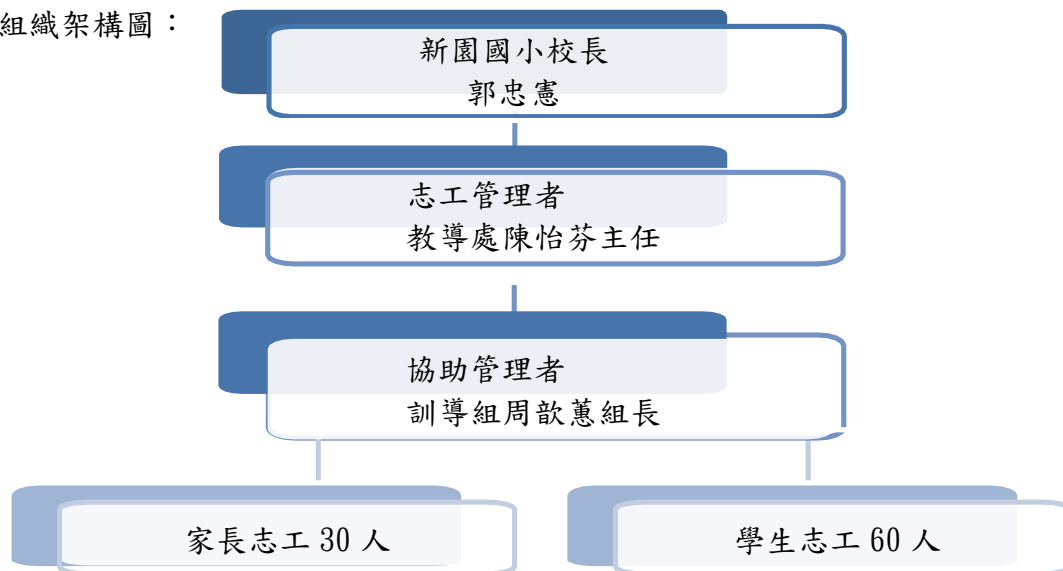 組織架構圖：
新園國小校長
郭忠憲
志工管理者
教導處陳怡芬主任
協助管理者
訓導組周歆蕙組長
家長志工 30 人
學生志工 60 人